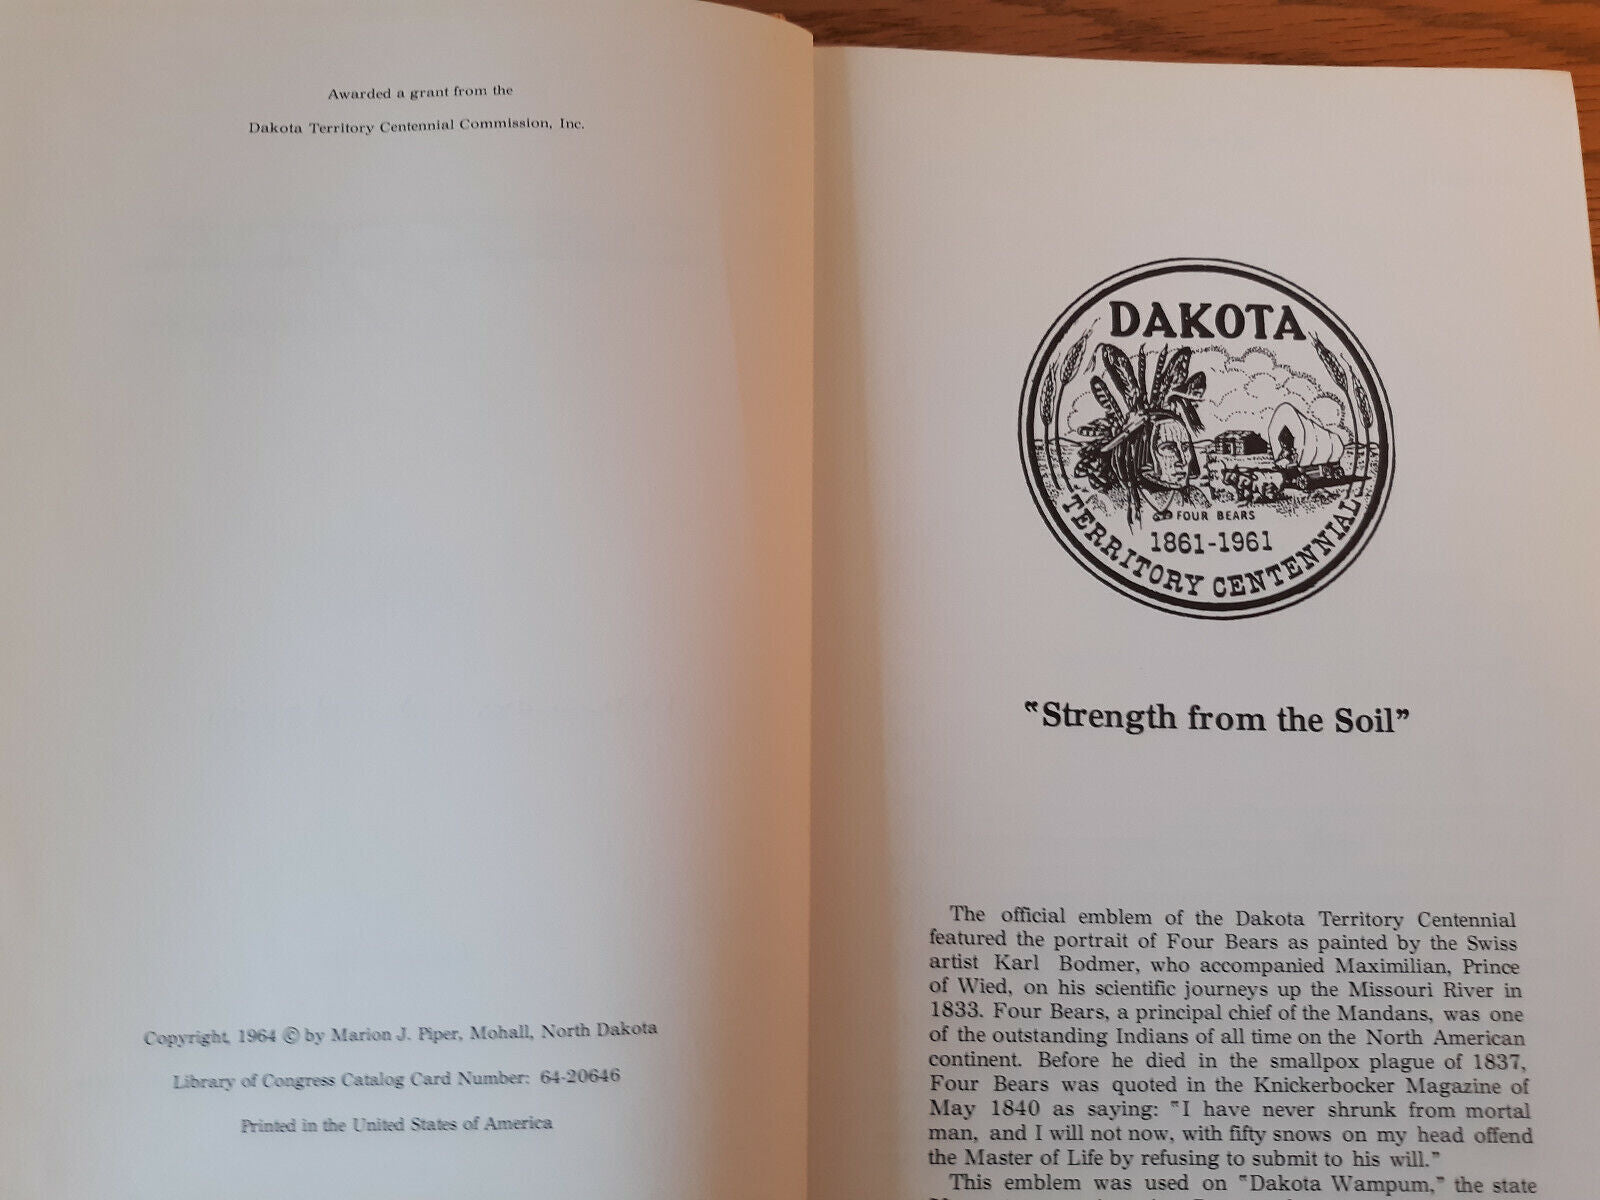 Awarded a grant from the
Dakota Territory Centennial Commission, Inc.
Copyright, 1964 © by Marion J. Piper, Mohall, North Dakota
Library of Congress Catalog Card Number: 64-20646
Printed in the United States of America
DAKOTA
FOUR BEARS
1861-1961
TERRITORY CENTENNIAL
"Strength from the Soil"
The official emblem of the Dakota Territory Centennial
featured the portrait of Four Bears as painted by the Swiss
artist Karl Bodmer, who accompanied Maximilian, Prince
of Wied, on his scientific journeys up the Missouri River in
1833. Four Bears, a principal chief of the Mandans, was one
of the outstanding Indians of all time on the North American
continent. Before he died in the smallpox plague of 1837,
Four Bears was quoted in the Knickerbocker Magazine of
May 1840 as saying: "I have never shrunk from mortal
man, and I will not now, with fifty snows on my head offend
the Master of Life by refusing to submit to his will."
This emblem was used on "Dakota Wampum," the state